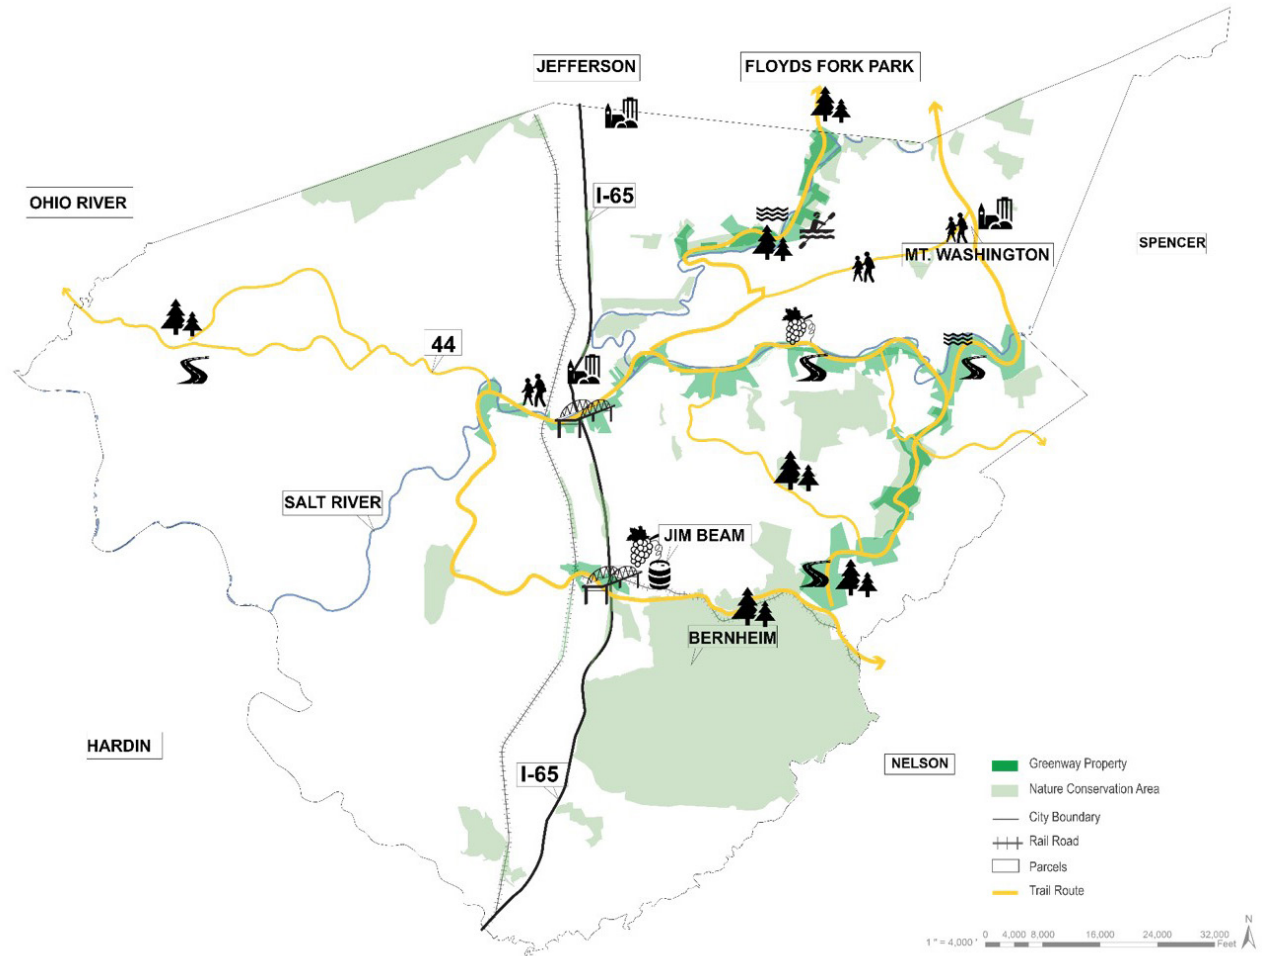 JEFFERSON
FLOYDS FORK PARK
I-65
OHIO RIVER
MT. WASHINGTON
SPENCER
44
SALT RIVER
JIM BEAM
BERNHEIM
HARDIN
NELSON
I-65
Greenway Property
Nature Conservation Area
City Boundary
Rail Road
Parcels
Trail Route
N
1 " = 4,000 '
0 4,000 8,000 16,000 24,000 32,000
Feet